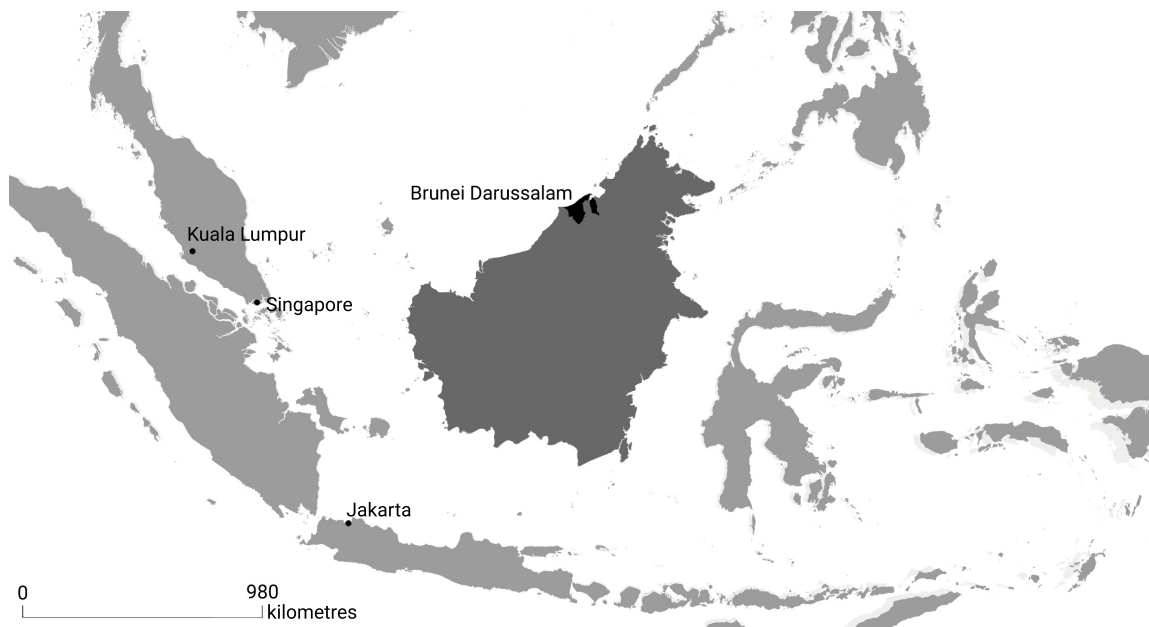 Brunei Darussalam
Kuala Lumpur
Singapore
Jakarta
0 980
kilometres